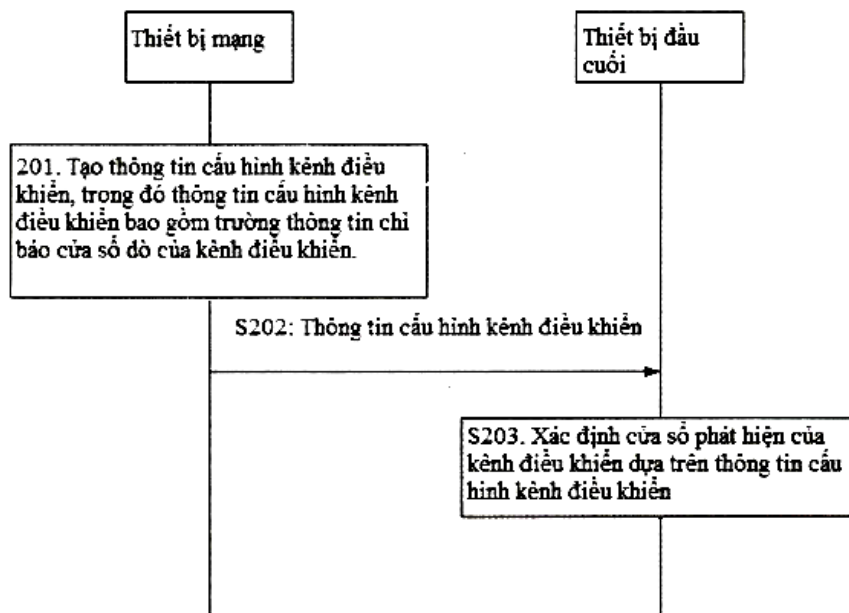 Thiết bị mạng
Thiết bị đầu
cuối
201. Tạo thông tin cấu hình kênh điều
khiển, trong đó thông tin cấu hình kênh
điều khiển bao gồm trường thông tin chỉ
báo cửa sổ dò của kênh điều khiển.
S202: Thông tin cấu hình kênh điều khiển
S203. Xác định cửa sổ phát hiện của
kênh điều khiển dựa trên thông tin cấu
hình kênh điều khiển